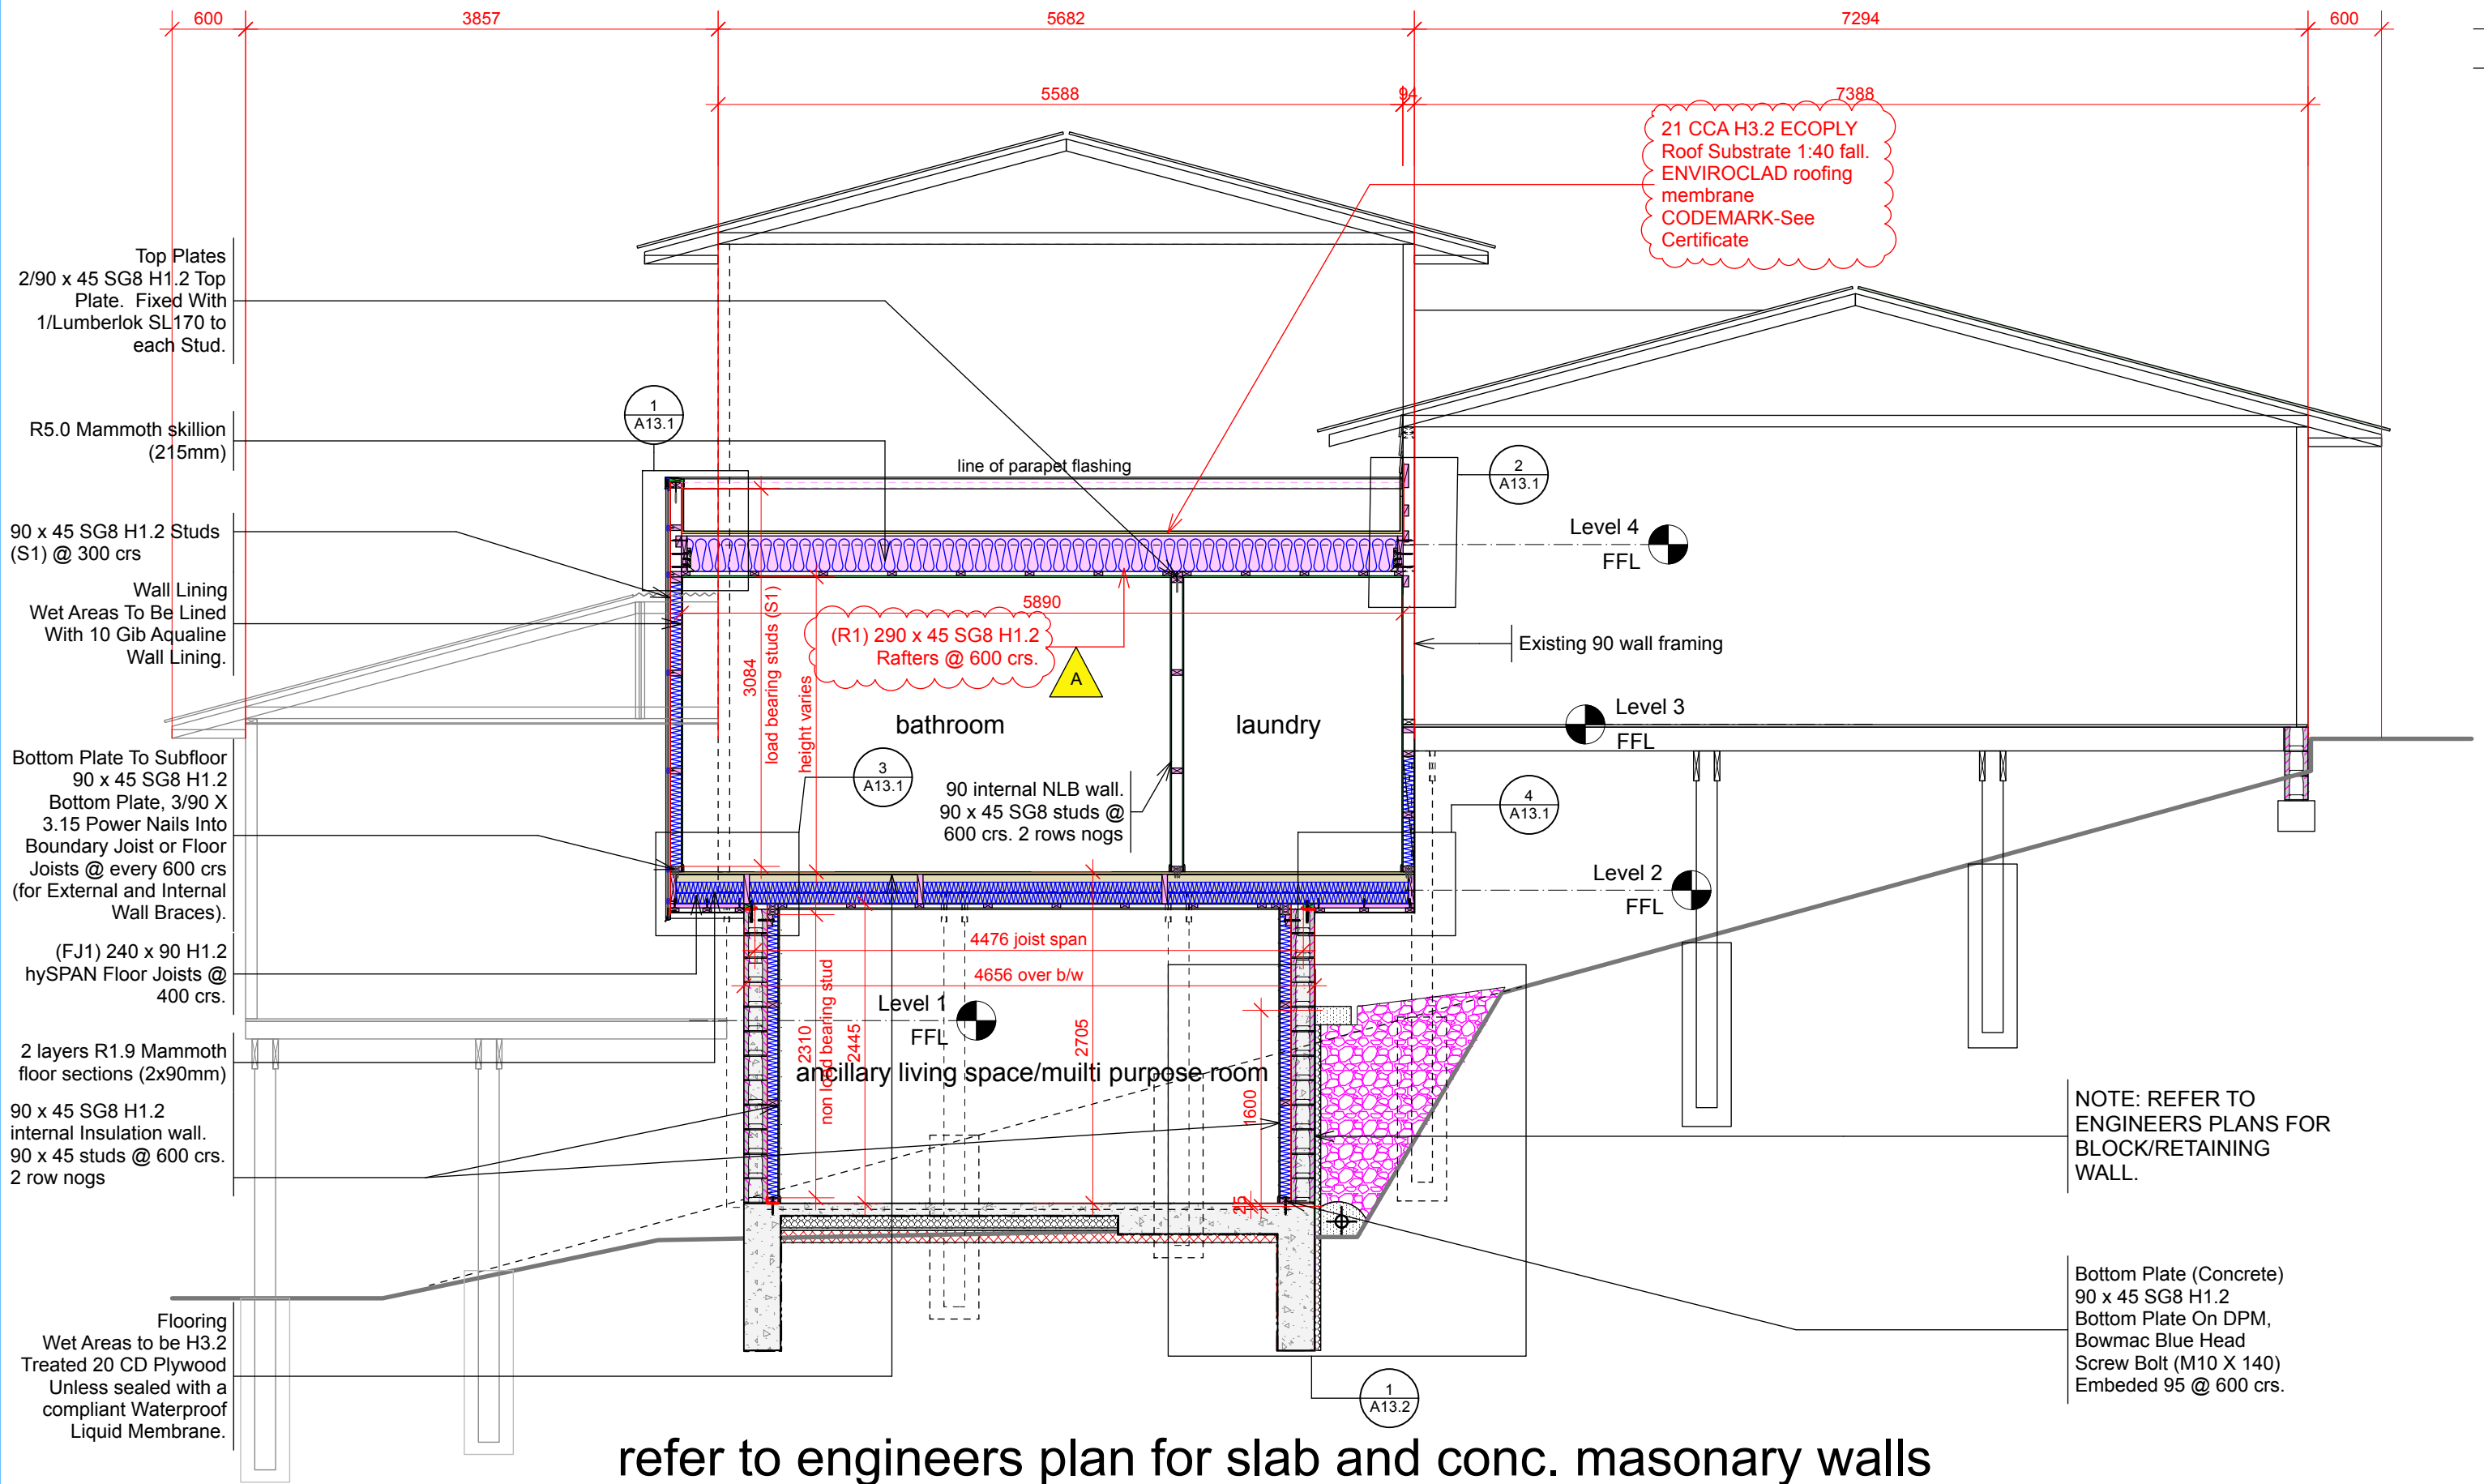 600
3857
5682
7294
600
5588
94
7388
21 CCA H3.2 ECOPLY
Roof Substrate 1:40 fall.
ENVIROCLAD roofing
membrane
CODEMARK-See
Certificate
Top Plates
2/90 x 45 SG8 H1.2 Top
Plate. Fixed With
1/Lumberlok SL170 to
each Stud.
1
A13.1
R5.0 Mammoth skillion
(215mm)
line of parapet flashing
2
A13.1
90 x 45 SG8 H1.2 Studs
(S1) @ 300 crs
Level 4
FFL
Wall Lining
Wet Areas To Be Lined
With 10 Gib Aqualine
Wall Lining.
5890
(R1) 290 x 45 SG8 H1.2
Rafters @ 600 crs.
A
3084
load bearing studs (S1)
height varies
Existing 90 wall framing
bathroom
laundry
Level 3
FFL
Bottom Plate To Subfloor
90 x 45 SG8 H1.2
Bottom Plate, 3/90 X
3.15 Power Nails Into
Boundary Joist or Floor
Joists @ every 600 crs
(for External and Internal
Wall Braces).
3
A13.1
90 internal NLB wall.
90 x 45 SG8 studs @
600 crs. 2 rows nogs
4
A13.1
Level 2
FFL
(FJ1) 240 x 90 H1.2
hySPAN Floor Joists @
400 crs.
4476 joist span
4656 over b/w
Level 1
FFL
2310
non load bearing stud
2445
2705
1600
25
ancillary living space/muilti purpose room
2 layers R1.9 Mammoth
floor sections (2x90mm)
90 x 45 SG8 H1.2
internal Insulation wall.
90 x 45 studs @ 600 crs.
2 row nogs
NOTE: REFER TO
ENGINEERS PLANS FOR
BLOCK/RETAINING
WALL.
Flooring
Wet Areas to be H3.2
Treated 20 CD Plywood
Unless sealed with a
compliant Waterproof
Liquid Membrane.
Bottom Plate (Concrete)
90 x 45 SG8 H1.2
Bottom Plate On DPM,
Bowmac Blue Head
Screw Bolt (M10 X 140)
Embeded 95 @ 600 crs.
1
A13.2
refer to engineers plan for slab and conc. masonary walls